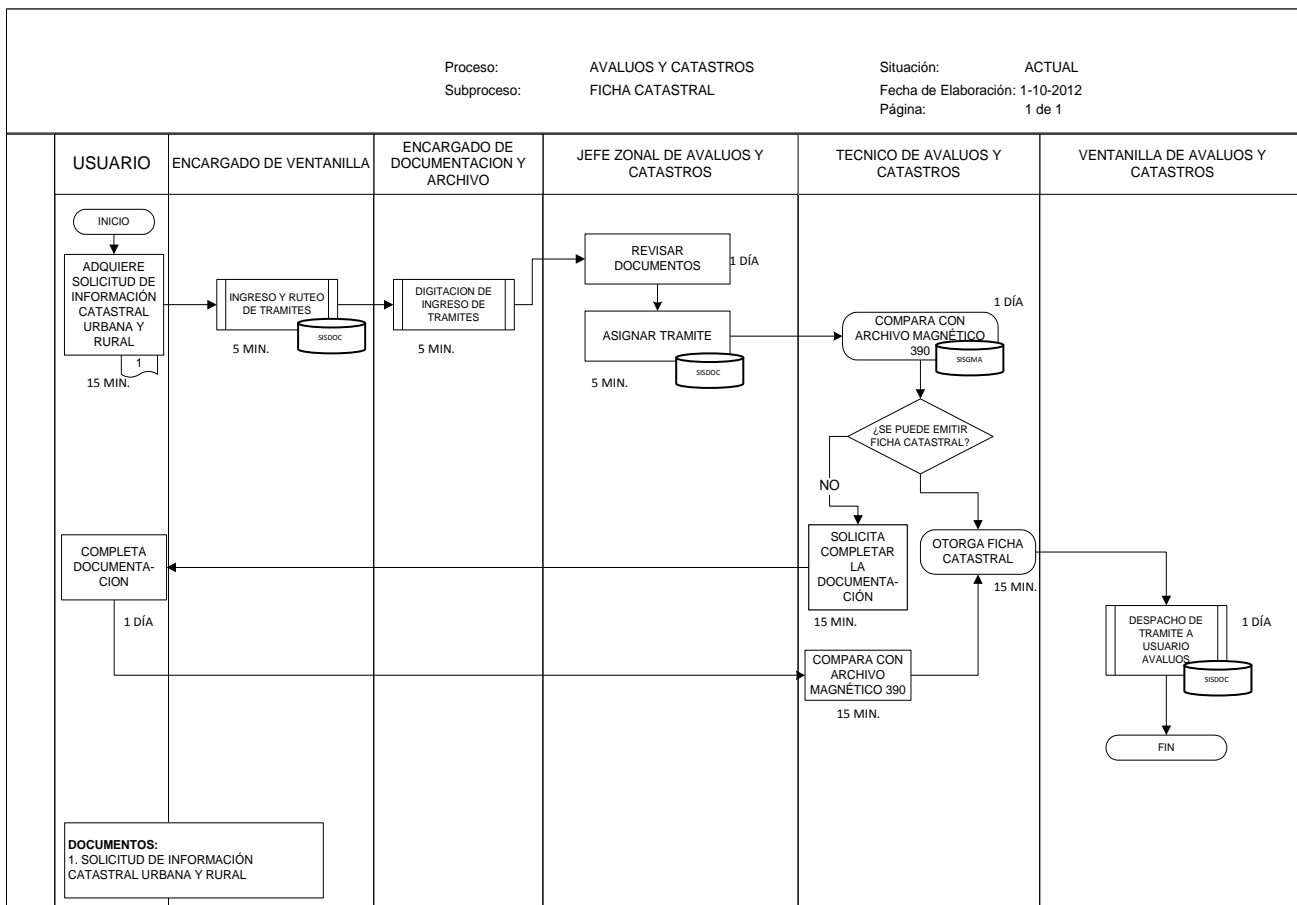 Proceso: AVALUOS Y CATASTROS
Situación: ACTUAL
Subproceso: FICHA CATASTRAL
Fecha de Elaboración: 1-10-2012
Página: 1 de 1
USUARIO
ENCARGADO DE VENTANILLA
ENCARGADO DE
DOCUMENTACION Y
ARCHIVO
JEFE ZONAL DE AVALUOS Y
CATASTROS
TECNICO DE AVALUOS Y
CATASTROS
VENTANILLA DE AVALUOS Y
CATASTROS
INICIO
ADQUIERE
SOLICITUD DE
INFORMACIÓN
CATASTRAL
URBANA Y
RURAL
1
15 MIN.
INGRESO Y RUTEO
DE TRAMITES
SISDOC
5 MIN.
DIGITACION DE
INGRESO DE
TRAMITES
5 MIN.
REVISAR
DOCUMENTOS
1 DÍA
ASIGNAR TRAMITE
SISDOC
5 MIN.
1 DÍA
COMPARA CON
ARCHIVO MAGNÉTICO
390
SISGMA
¿SE PUEDE EMITIR
FICHA CATASTRAL?
NO
SOLICITA
COMPLETAR
LA
DOCUMENTA-
CIÓN
15 MIN.
OTORGA FICHA
CATASTRAL
15 MIN.
COMPLETA
DOCUMENTA-
CION
1 DÍA
COMPARA CON
ARCHIVO
MAGNÉTICO 390
15 MIN.
DESPACHO DE
TRAMITE A
USUARIO
AVALUOS
1 DÍA
SISDOC
FIN
DOCUMENTOS:
1. SOLICITUD DE INFORMACIÓN
CATASTRAL URBANA Y RURAL